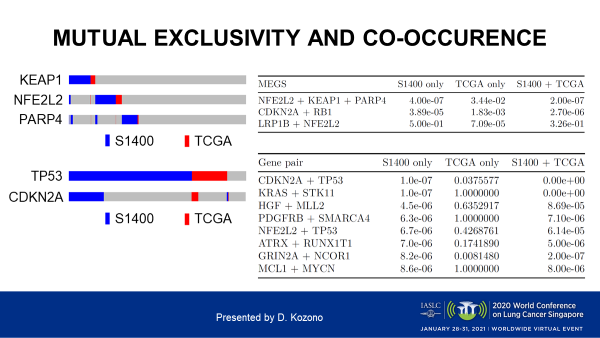 MUTUAL EXCLUSIVITY AND CO-OCCURENCE
KEAP1
NFE2L2
PARP4
S1400 TCGA
TP53
CDKN2A
S1400 TCGA
MEGS S1400 only TCGA only S1400 + TCGA
NFE2L2 + KEAP1 + PARP4 4.00e-07 3.44e-02 2.00e-07
CDKN2A + RB1 3.89e-05 1.83e-03 2.70e-06
LRP1B + NFE2L2 5.00e-01 7.09e-05 3.26e-01
Gene pair S1400 only TCGA only S1400 + TCGA
CDKN2A + TP53 1.0e-07 0.0375577 0.00e+00
KRAS + STK11 1.0e-07 1.0000000 0.00e+00
HGF + MLL2 4.5e-06 0.6352917 8.69e-05
PDGFRB + SMARCA4 6.3e-06 1.0000000 7.10e-06
NFE2L2 + TP53 6.7e-06 0.4268761 6.14e-05
ATRX + RUNX1T1 7.0e-06 0.1741890 5.00e-06
GRIN2A + NCOR1 8.2e-06 0.0081480 2.00e-07
MCL1 + MYCN 8.6e-06 1.0000000 8.00e-06
Presented by D. Kozono
IASLC
2020 World Conference
on Lung Cancer Singapore
JANUARY 28-31, 2021 | WORLDWIDE VIRTUAL EVENT